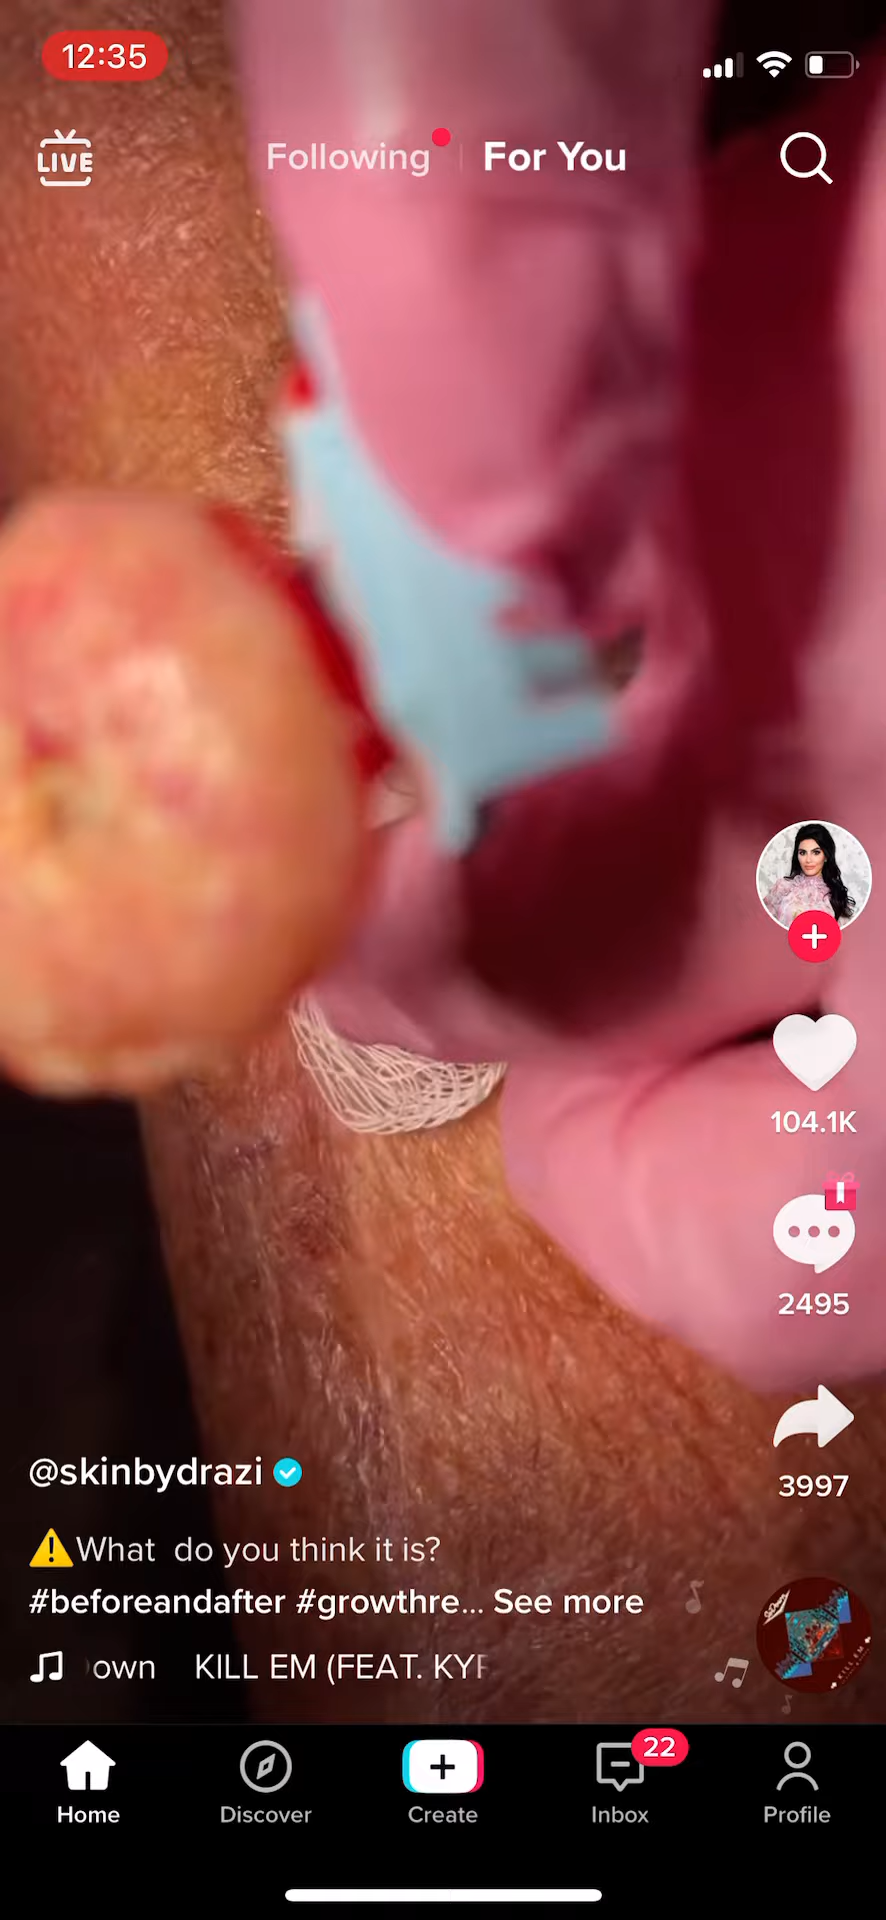 12:35
LIVE
Following
For You
104.1K
2495
3997
@skinbydrazi
What do you think it is?
#beforeandafter #growthre... See more
own KILL EM (FEAT. KY
Home
Discover
Create
22
Inbox
Profile